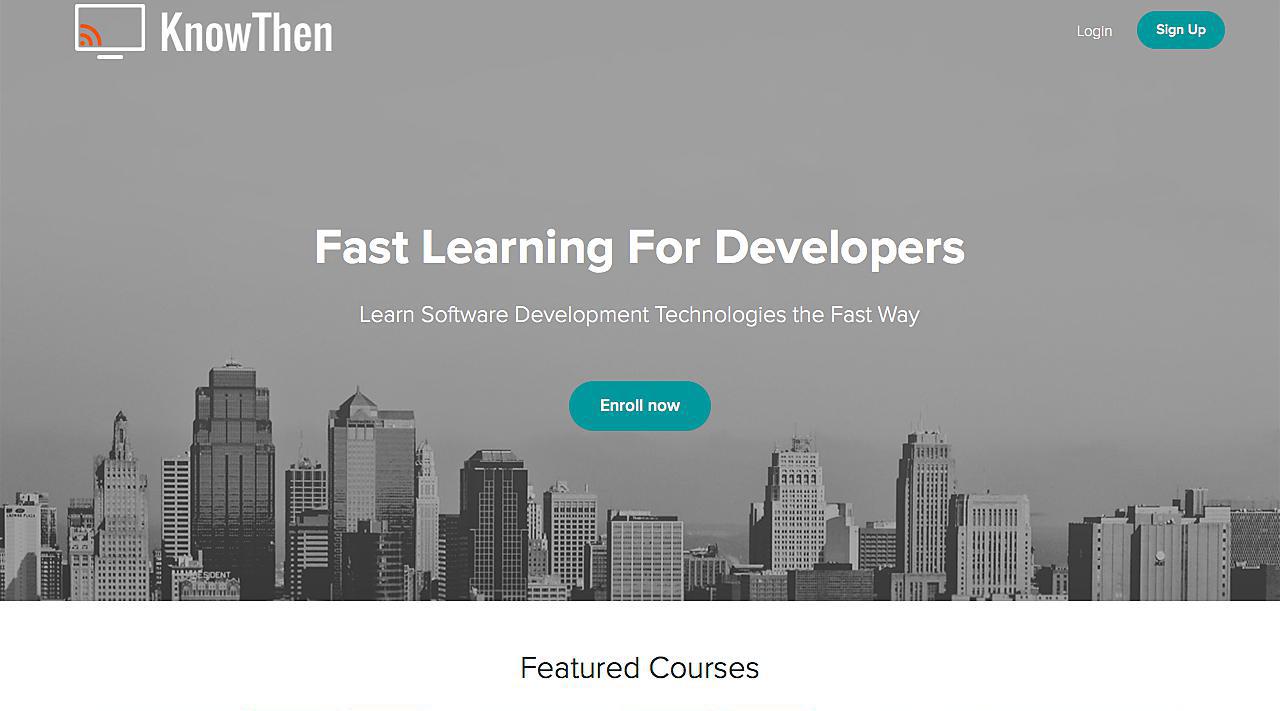 KnowThen
Login
Sign Up
Fast Learning For Developers
Learn Software Development Technologies the Fast Way
Enroll now
Featured Courses